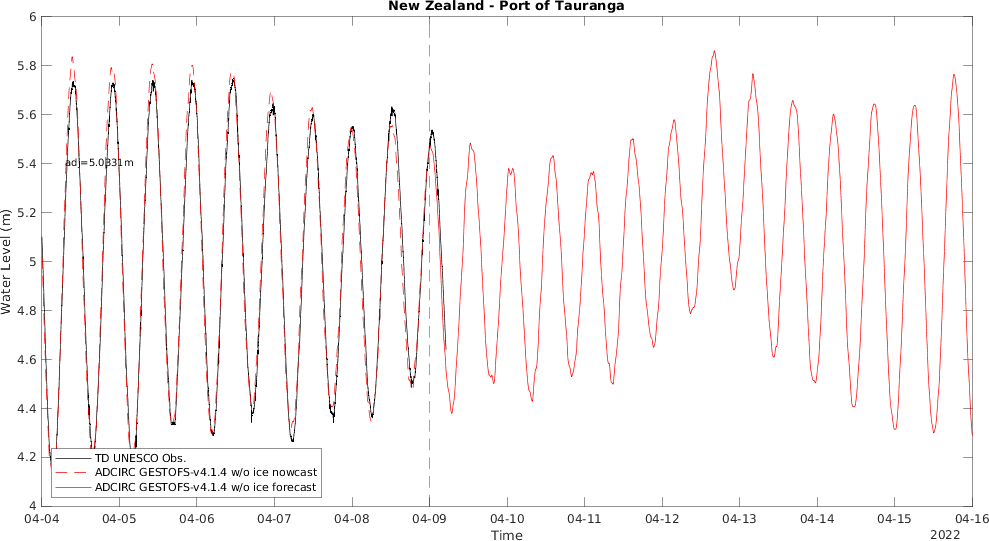 New Zealand - Port of Tauranga
6
5.8
5.6
5.4
5.2
5
4.8
4.6
4.4
4.2
4
Water Level (m)
adj=5.0331m
TD UNESCO Obs.
ADCIRC GESTOFS-v4.1.4 w/o ice nowcast
ADCIRC GESTOFS-v4.1.4 w/o ice forecast
04-04 04-05 04-06 04-07 04-08 04-09 04-10 04-11 04-12 04-13 04-14 04-15 04-16
Time
2022